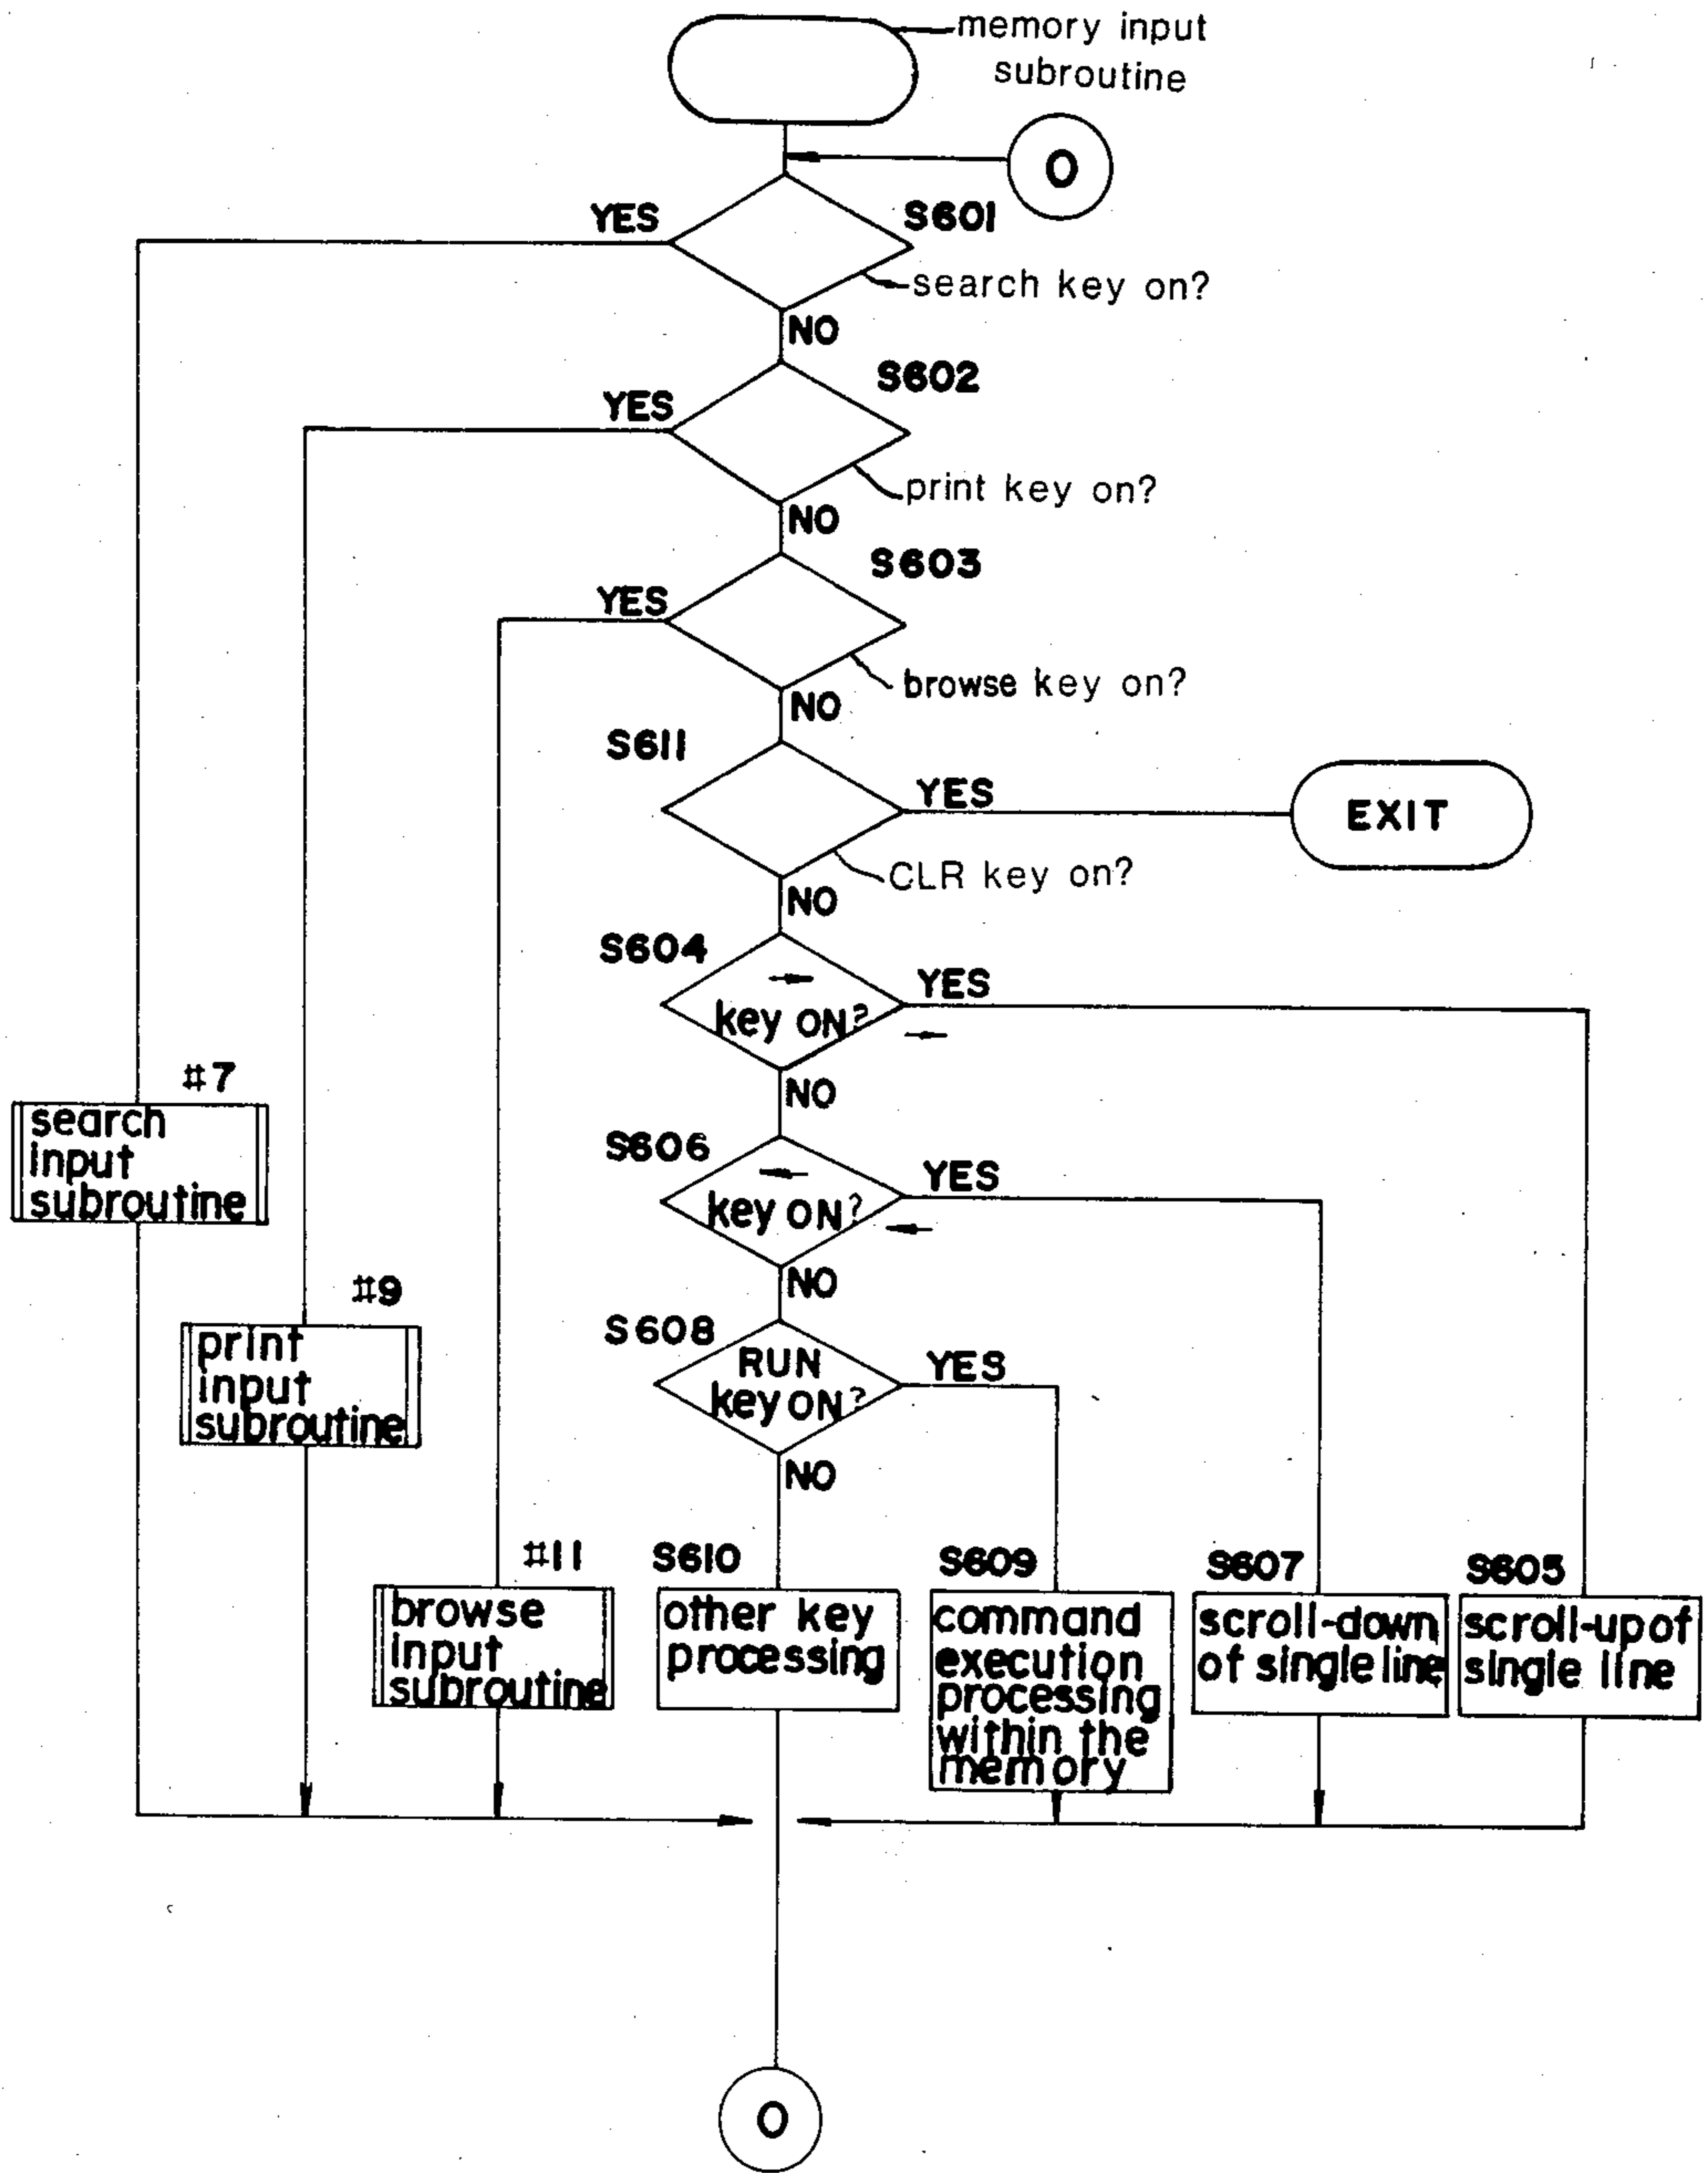 memory input
subroutine
O
YES
S601
search key on?
NO
S602
YES
print key on?
NO
S603
YES
browse key on?
NO
S611
YES
EXIT
CLR key on?
NO
S604
→
key ON?
YES
→
NO
#7
search
input
subroutine
S606
←
key ON?
YES
←
NO
#9
print
input
subroutine
S608
RUN
key ON?
YES
NO
#11
browse
input
subroutine
S610
other key
processing
S609
command
execution
processing
within the
memory
S607
scroll-down
of single line
S605
scroll-up of
single line
O